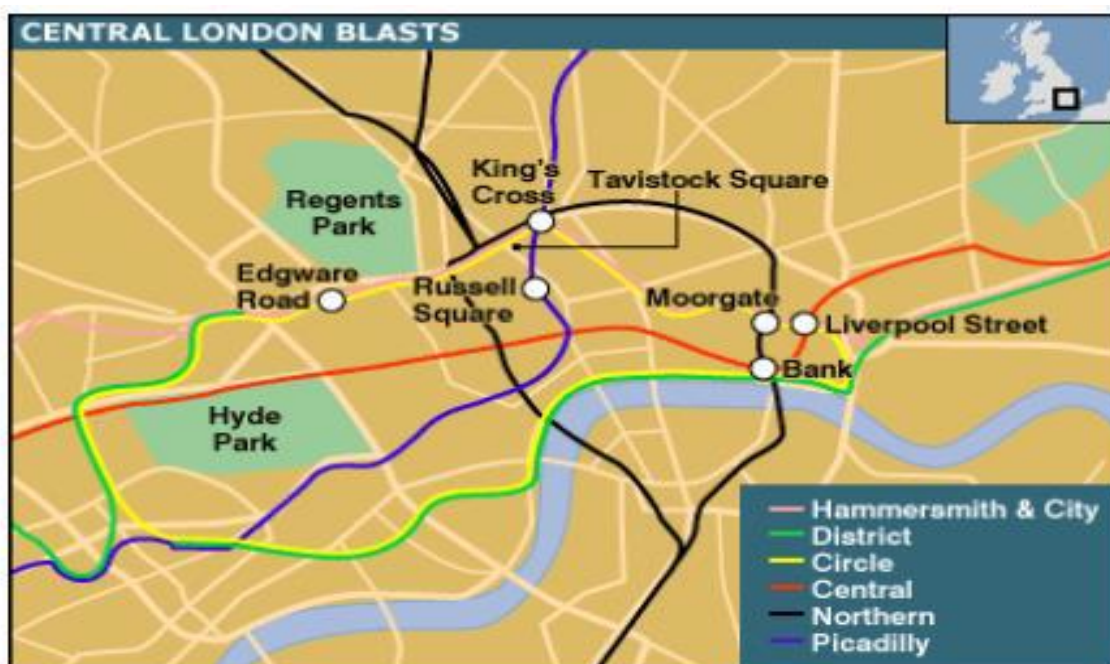 CENTRAL LONDON BLASTS
King's
Cross
Tavistock Square
Regents
Park
Edgware
Road
Russell
Square
Moorgate
Liverpool Street
Bank
Hyde
Park
Hammersmith & City
District
Circle
Central
Northern
Picadilly